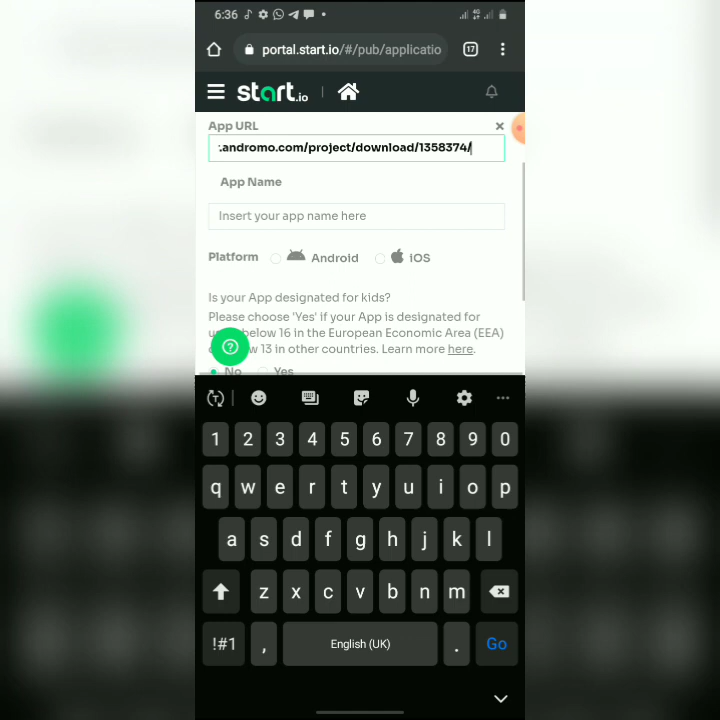 6:36
portal.start.io/#/pub/applicatio
17
start.io
App URL
.andromo.com/project/download/1358374/
App Name
Insert your app name here
Platform
Android
iOS
Is your App designated for kids?
Please choose 'Yes' if your App is designated for
below 16 in the European Economic Area (EEA)
13 in other countries. Learn more here.
No
Yes
1 2 3 4 5 6 7 8 9 0
q w e r t y u i o p
a s d f g h j k l
z x c v b n m
!#1 , English (UK) . Go